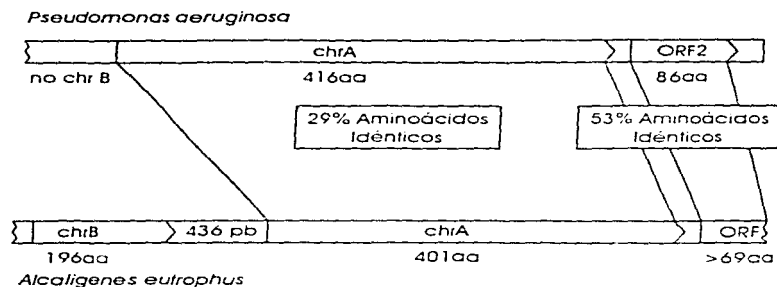 Pseudomonas aeruginosa
chrA
ORF2
no chr B
416aa
86aa
29% Aminoácidos
Idénticos
53% Aminoácidos
Idénticos
chrB
436 pb
chrA
ORF
196aa
401aa
>69aa
Alcaligenes eutrophus